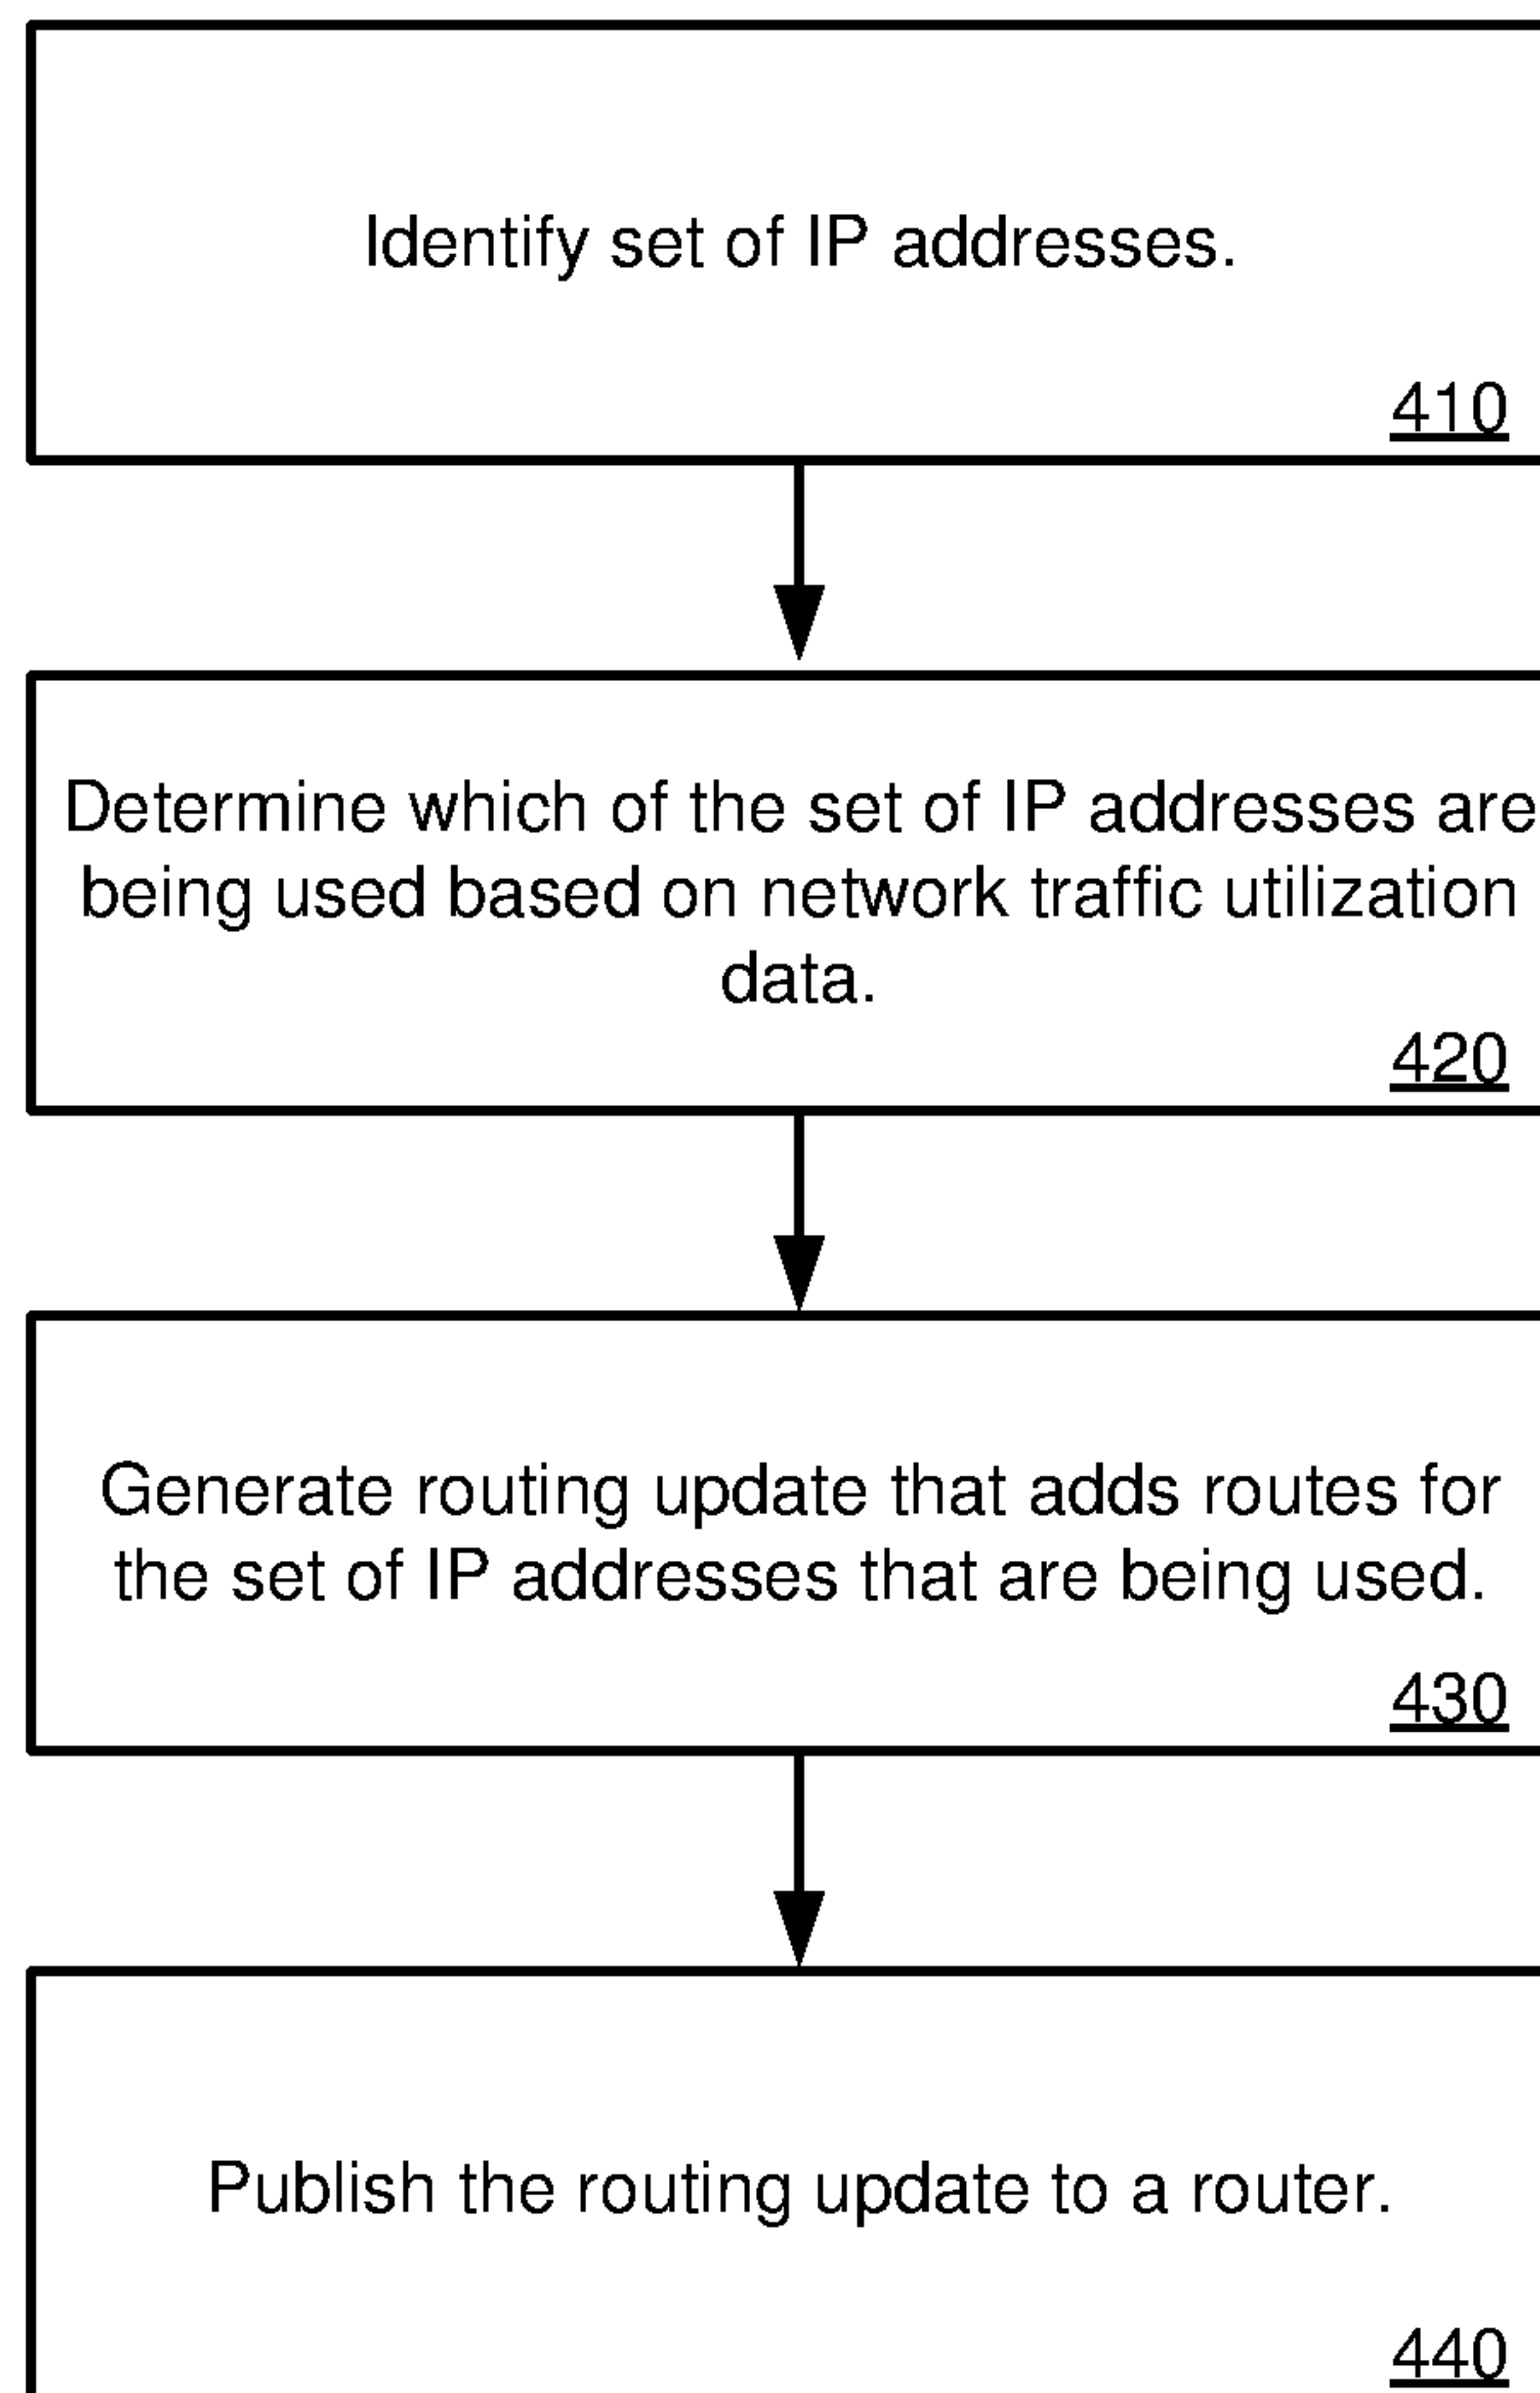 Identify set of IP addresses.
410
Determine which of the set of IP addresses are
being used based on network traffic utilization
data.
420
Generate routing update that adds routes for
the set of IP addresses that are being used.
430
Publish the routing update to a router.
440